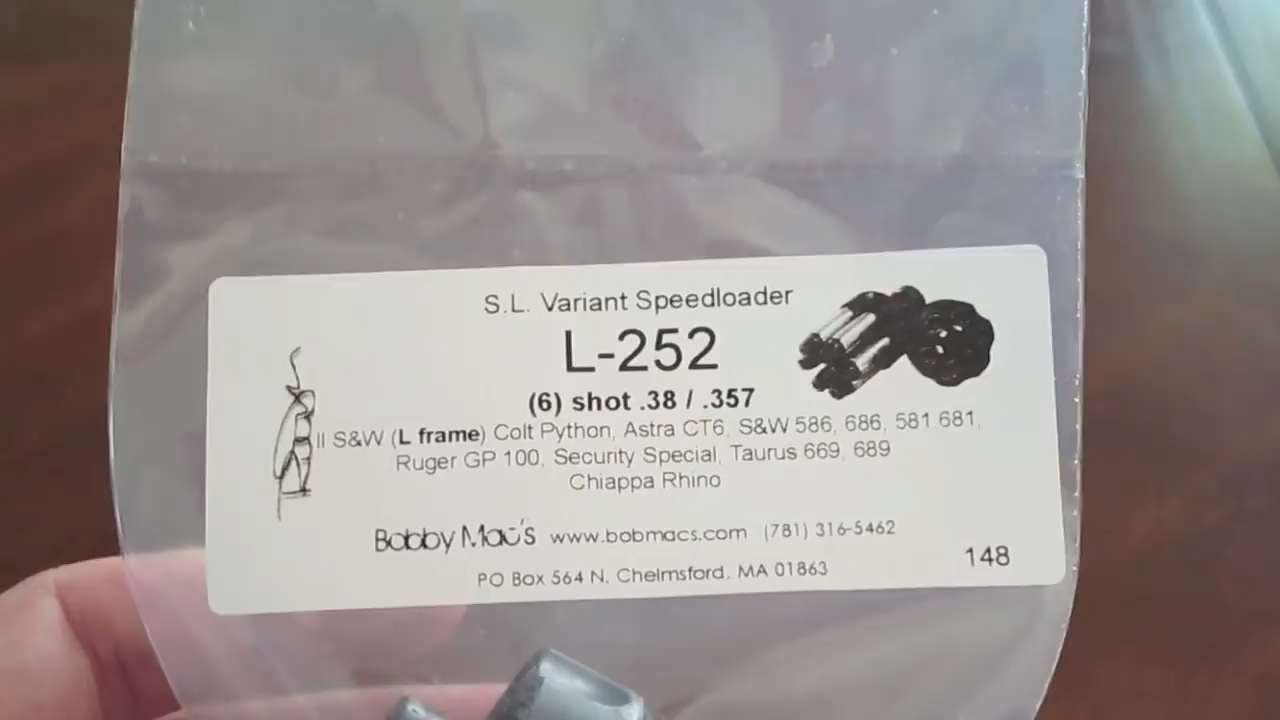 S.L. Variant Speedloader
L-252
(6) shot .38 / .357
ll S&W (L frame) Colt Python, Astra CT6, S&W 586, 686, 581 681,
Ruger GP 100, Security Special, Taurus 669, 689
Chiappa Rhino
Bobby Mac's www.bobmacs.com (781) 316-5462
PO Box 564 N. Chelmsford, MA 01863
148